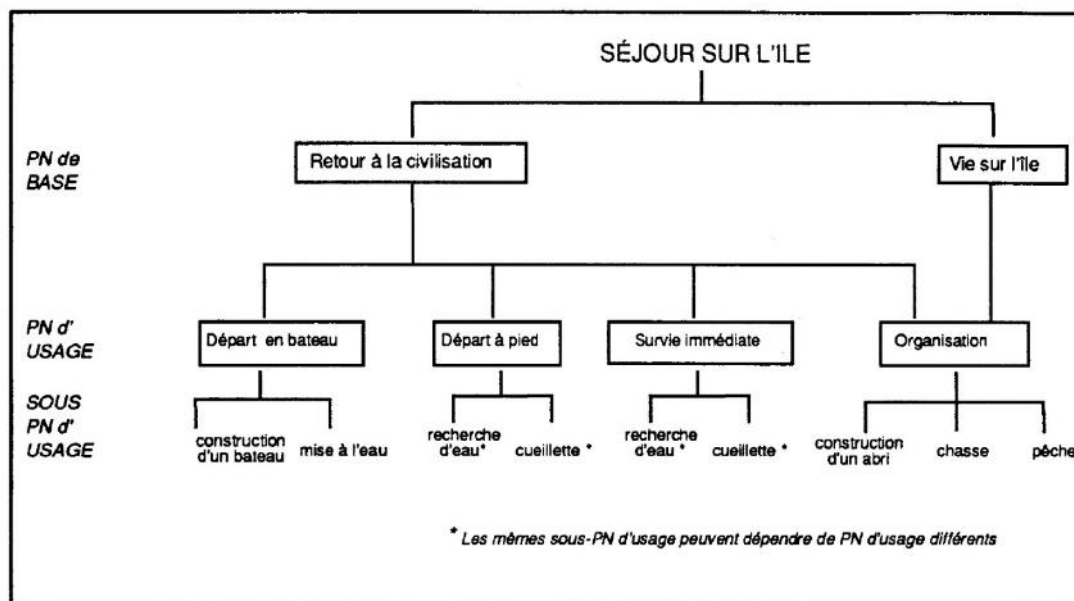 SÉJOUR SUR L'ILE
PN de
BASE
Retour à la civilisation
Vie sur l'île
PN d'
USAGE
Départ en bateau
Départ à pied
Survie immédiate
Organisation
SOUS
PN d'
USAGE
construction
d'un bateau
mise à l'eau
recherche
d'eau*
cueillette *
recherche
d'eau *
cueillette *
construction
d'un abri
chasse
pêche
* Les mêmes sous-PN d'usage peuvent dépendre de PN d'usage différents